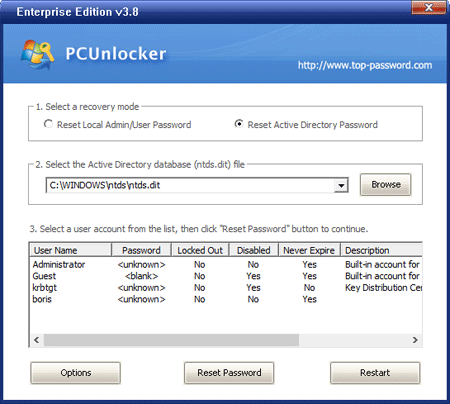 Enterprise Edition v3.8
PCUnlocker
http://www.top-password.com
1. Select a recovery mode
Reset Local Admin/User Password Reset Active Directory Password
2. Select the Active Directory database (ntds.dit) file
C:\WINDOWS\ntds\ntds.dit Browse
3. Select a user account from the list, then click "Reset Password" button to continue.
User Name Password Locked Out Disabled Never Expire Description
Administrator <unknown> No No Yes Built-in account for
Guest <blank> No Yes Yes Built-in account for
krbtgt <unknown> No Yes No Key Distribution Cen
boris <unknown> No No Yes
Options Reset Password Restart